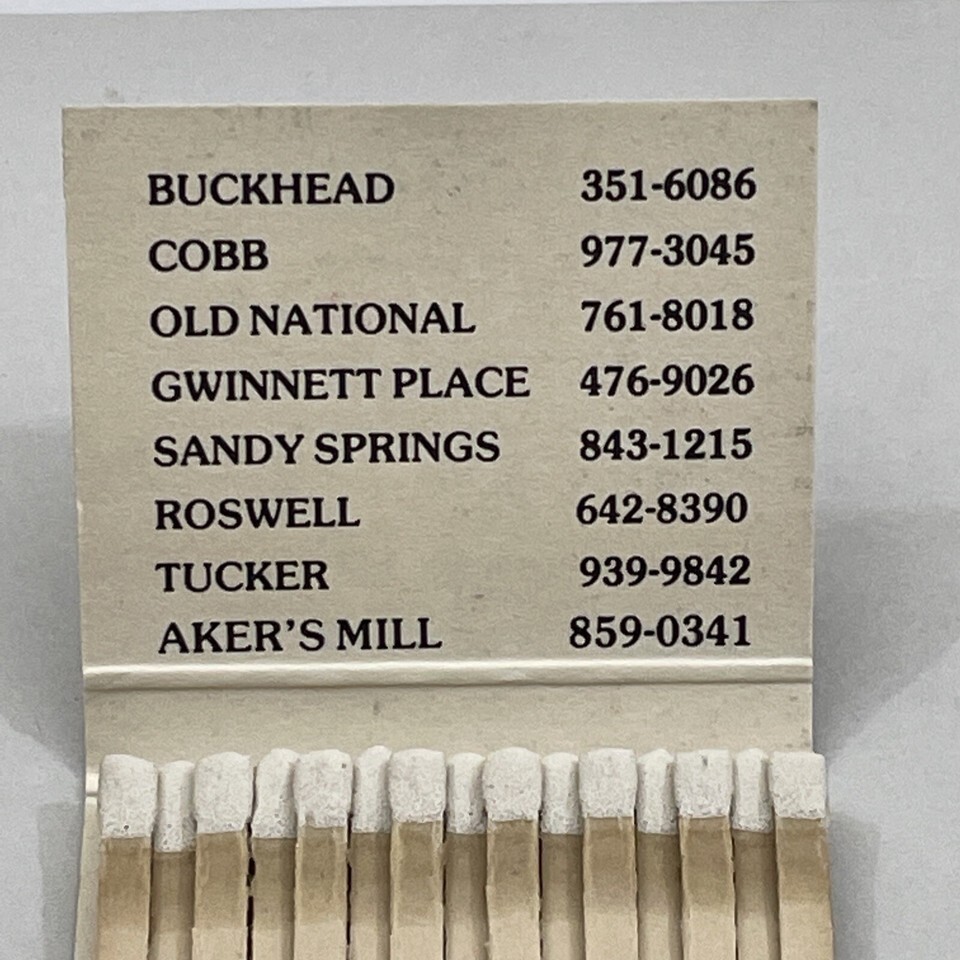 BUCKHEAD 351-6086
COBB 977-3045
OLD NATIONAL 761-8018
GWINNETT PLACE 476-9026
SANDY SPRINGS 843-1215
ROSWELL 642-8390
TUCKER 939-9842
AKER'S MILL 859-0341